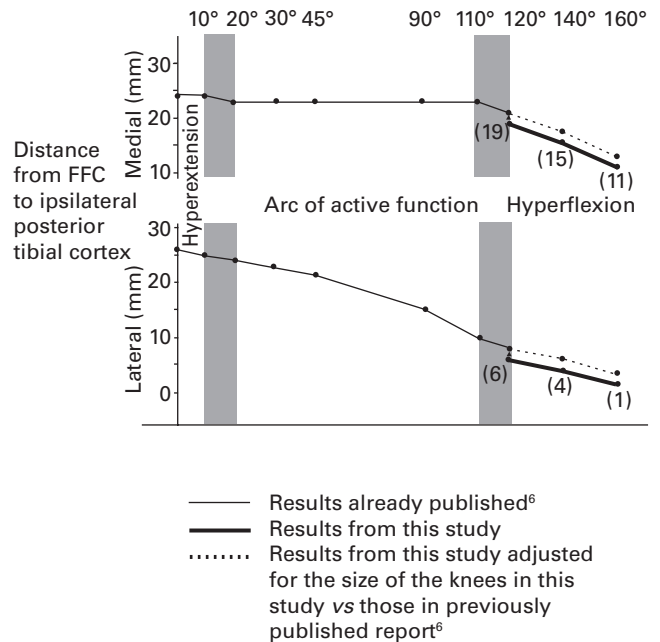 10° 20° 30° 45° 90° 110° 120° 140° 160°
Medial (mm)
30
20
10
(19)
(15)
(11)
Distance
from FFC
to ipsilateral
posterior
tibial cortex
Hyperextension
Arc of active function
Hyperflexion
Lateral (mm)
30
20
10
0
(6)
(4)
(1)
Results already published⁶
Results from this study
Results from this study adjusted
for the size of the knees in this
study vs those in previously
published report⁶